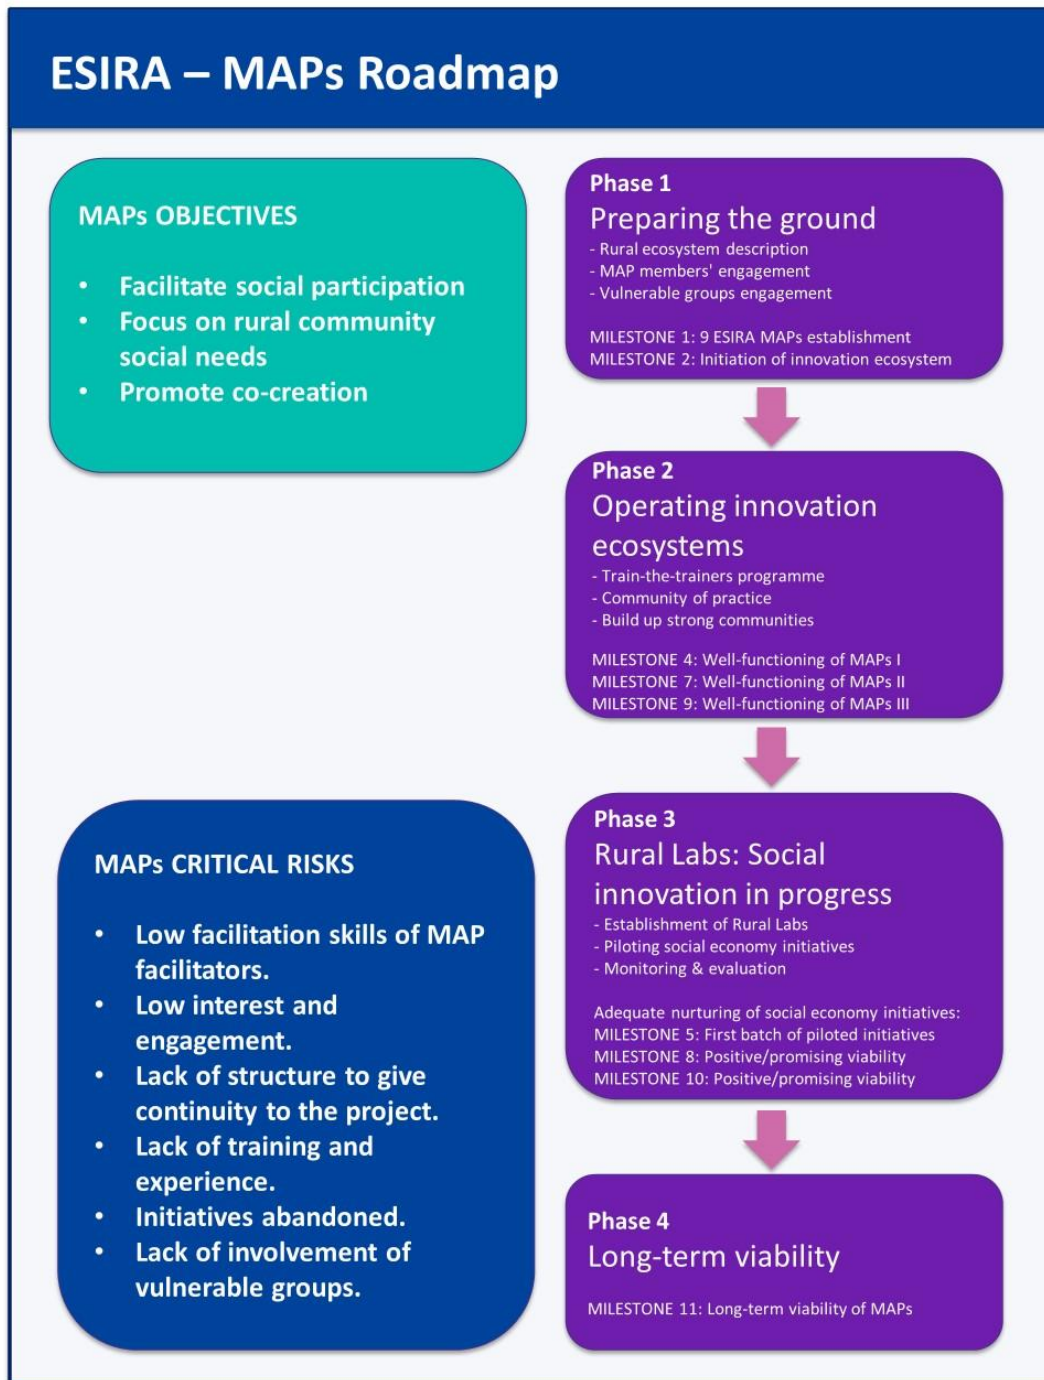 ESIRA – MAPs Roadmap
MAPs OBJECTIVES
• Facilitate social participation
• Focus on rural community
social needs
• Promote co-creation
MAPs CRITICAL RISKS
• Low facilitation skills of MAP
facilitators.
• Low interest and
engagement.
• Lack of structure to give
continuity to the project.
• Lack of training and
experience.
• Initiatives abandoned.
• Lack of involvement of
vulnerable groups.
Phase 1
Preparing the ground
- Rural ecosystem description
- MAP members' engagement
- Vulnerable groups engagement
MILESTONE 1: 9 ESIRA MAPs establishment
MILESTONE 2: Initiation of innovation ecosystem
Phase 2
Operating innovation
ecosystems
- Train-the-trainers programme
- Community of practice
- Build up strong communities
MILESTONE 4: Well-functioning of MAPs I
MILESTONE 7: Well-functioning of MAPs II
MILESTONE 9: Well-functioning of MAPs III
Phase 3
Rural Labs: Social
innovation in progress
- Establishment of Rural Labs
- Piloting social economy initiatives
- Monitoring & evaluation
Adequate nurturing of social economy initiatives:
MILESTONE 5: First batch of piloted initiatives
MILESTONE 8: Positive/promising viability
MILESTONE 10: Positive/promising viability
Phase 4
Long-term viability
MILESTONE 11: Long-term viability of MAPs